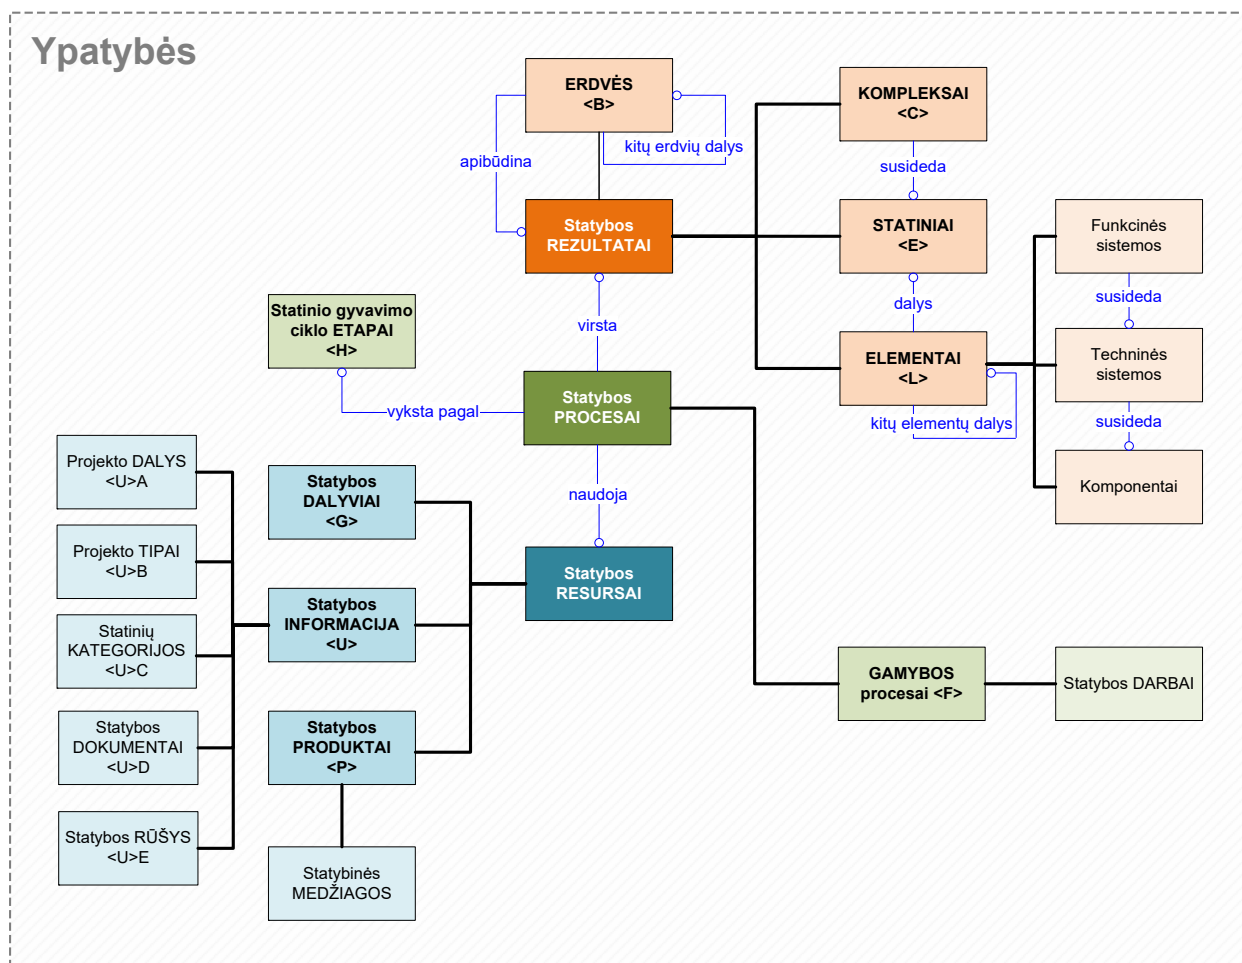 Ypatybės
ERDVĖS
<B>
KOMPLEKSAI
<C>
kitų erdvių dalys
apibūdina
susideda
Statybos
REZULTATAI
STATINIAI
<E>
Funkcinės
sistemos
susideda
dalys
virsta
Statinio gyvavimo
ciklo ETAPAI
<H>
ELEMENTAI
<L>
Techninės
sistemos
vyksta pagal
Statybos
PROCESAI
kitų elementų dalys
susideda
Projekto DALYS
<U>A
Statybos
DALYVIAI
<G>
naudoja
Komponentai
Projekto TIPAI
<U>B
Statybos
RESURSAI
Statinių
KATEGORIJOS
<U>C
Statybos
INFORMACIJA
<U>
GAMYBOS
procesai <F>
Statybos DARBAI
Statybos
DOKUMENTAI
<U>D
Statybos
PRODUKTAI
<P>
Statybos RŪŠYS
<U>E
Statybinės
MEDŽIAGOS